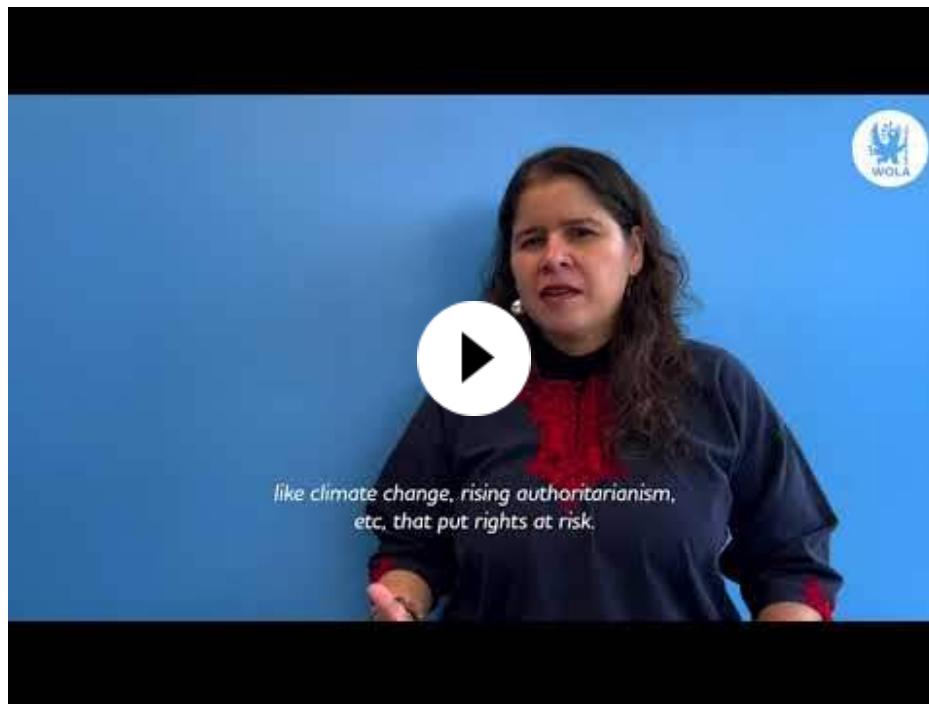 WOLA
like climate change, rising authoritarianism,
etc, that put rights at risk.